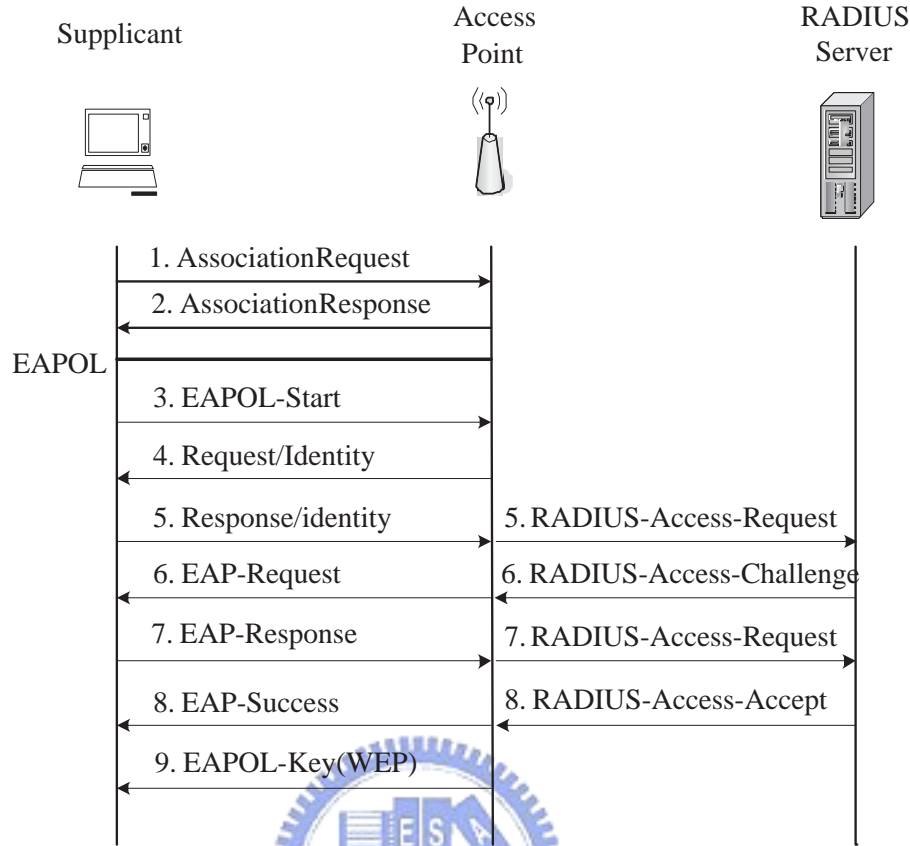 Supplicant
Access
Point
RADIUS
Server
1. AssociationRequest
2. AssociationResponse
EAPOL
3. EAPOL-Start
4. Request/Identity
5. Response/identity
5. RADIUS-Access-Request
6. EAP-Request
6. RADIUS-Access-Challenge
7. EAP-Response
7. RADIUS-Access-Request
8. EAP-Success
8. RADIUS-Access-Accept
9. EAPOL-Key(WEP)
E S A